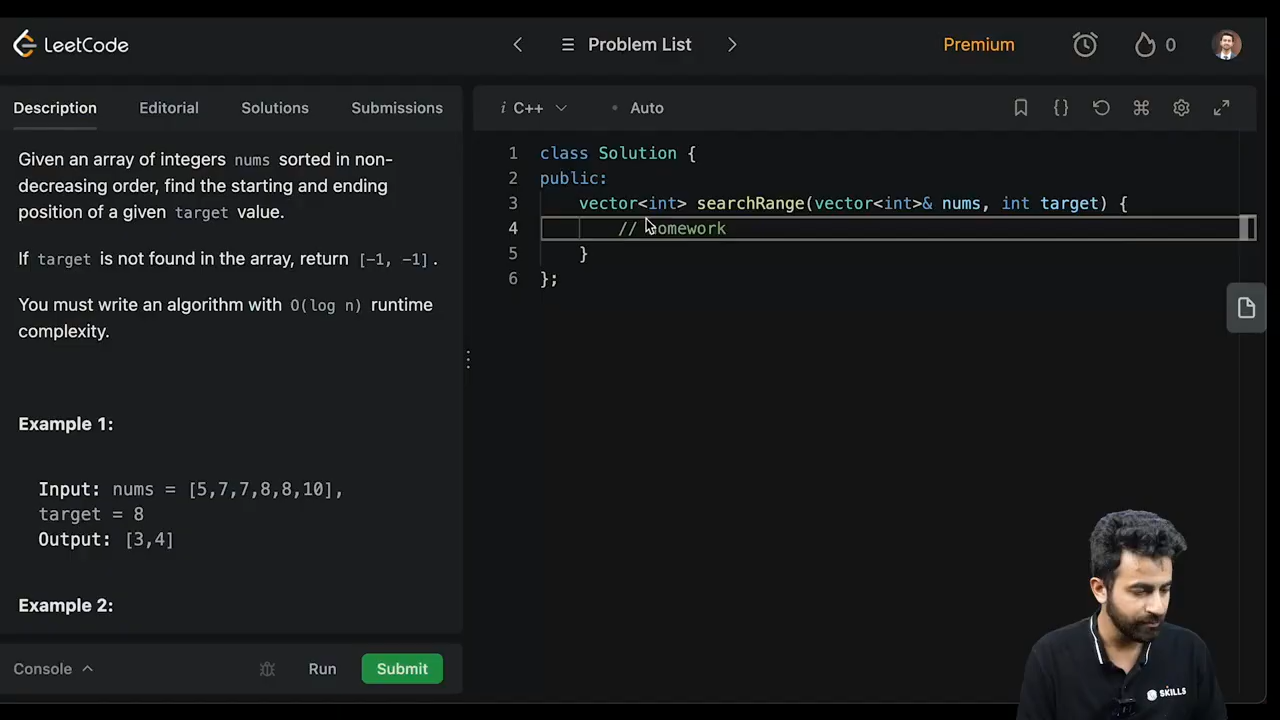 LeetCode
Problem List
Premium
0
Description
Editorial
Solutions
Submissions
i C++
Auto
Given an array of integers nums sorted in non-
decreasing order, find the starting and ending
position of a given target value.
If target is not found in the array, return [-1, -1].
You must write an algorithm with O(log n) runtime
complexity.
Example 1:
Input: nums = [5,7,7,8,8,10],
target = 8
Output: [3,4]
Example 2:
Console
Run
Submit
1 class Solution {
2 public:
3 vector<int> searchRange(vector<int>& nums, int target) {
4 // homework
5 }
6 };
SKILLS